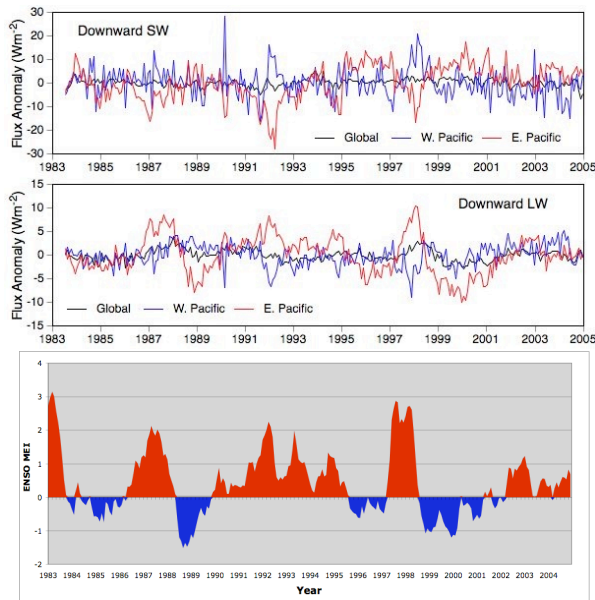 Downward SW
Flux Anomaly (Wm⁻²)
30
20
10
0
-10
-20
-30
Global W. Pacific E. Pacific
1983 1985 1987 1989 1991 1993 1995 1997 1999 2001 2003 2005
Downward LW
Flux Anomaly (Wm⁻²)
15
10
5
0
-5
-10
-15
Global W. Pacific E. Pacific
1983 1985 1987 1989 1991 1993 1995 1997 1999 2001 2003 2005
ENSO MEI
4
3
2
1
0
-1
-2
1983 1984 1985 1986 1987 1988 1989 1990 1991 1992 1993 1994 1995 1996 1997 1998 1999 2000 2001 2002 2003 2004
Year